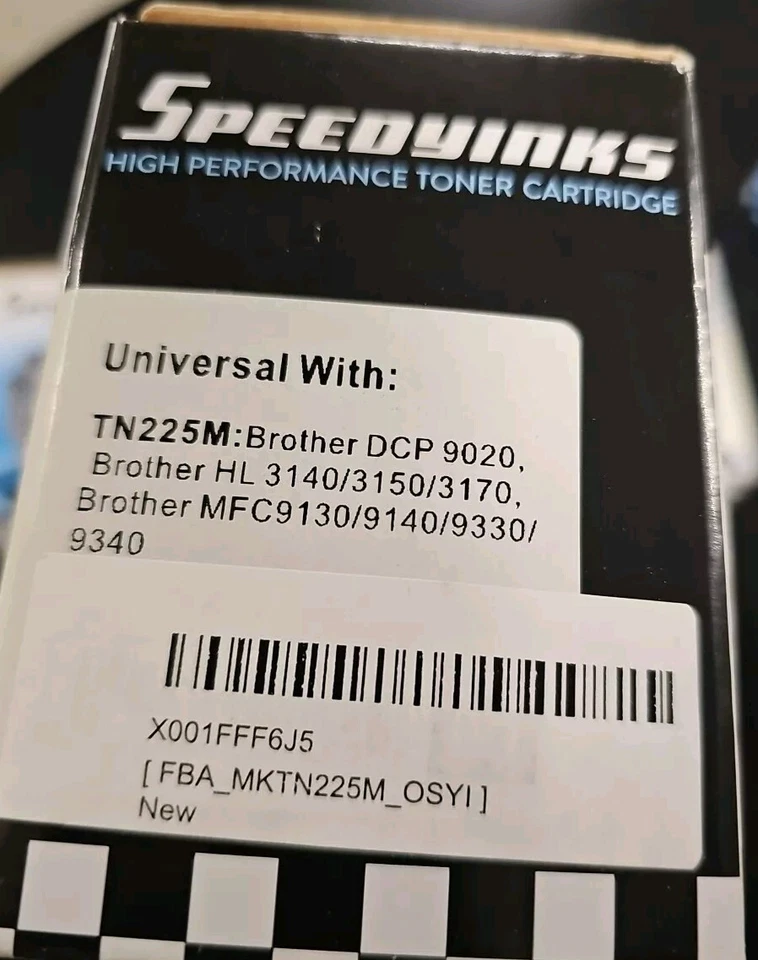 SPEEDYINKS
HIGH PERFORMANCE TONER CARTRIDGE
Universal With:
TN225M:Brother DCP 9020,
Brother HL 3140/3150/3170,
Brother MFC9130/9140/9330/
9340
X001FFF6J5
[ FBA_MKTN225M_OSYI ]
New